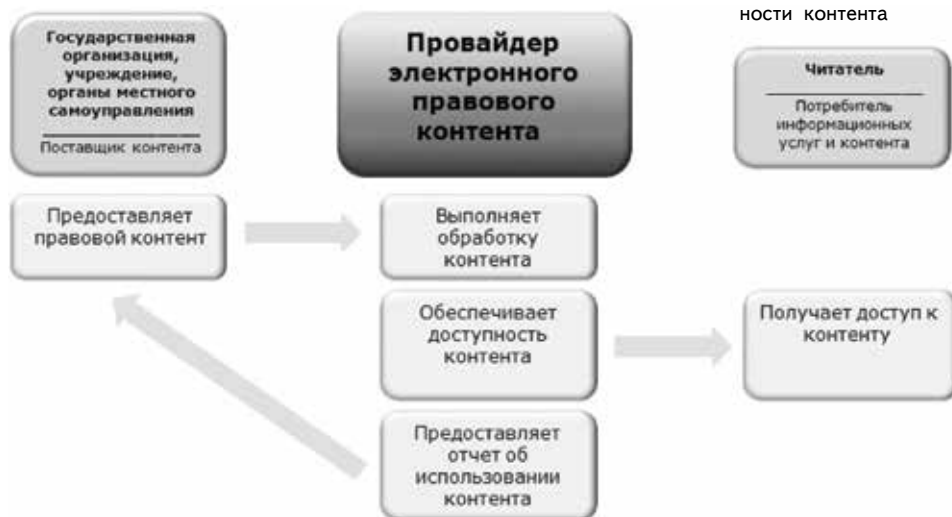 ности контента
Государственная
организация,
учреждение,
органы местного
самоуправления
Поставщик контента
Провайдер
электронного
правового
контента
Читатель
Потребитель
информационных
услуг и контента
Предоставляет
правовой контент
Выполняет
обработку
контента
Обеспечивает
доступность
контента
Получает доступ к
контенту
Предоставляет
отчет об
использовании
контента